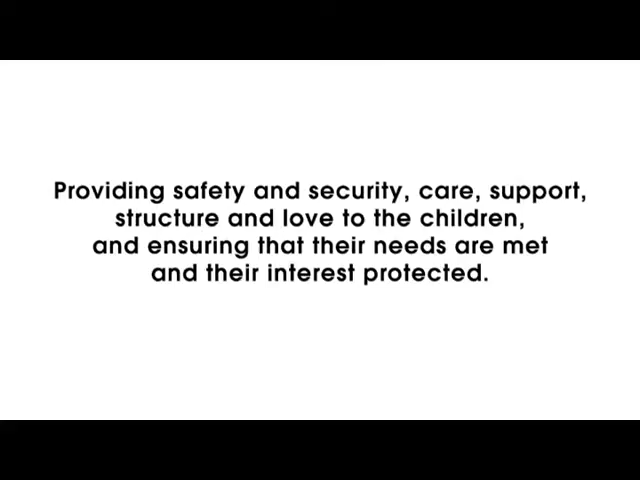 Providing safety and security, care, support,
structure and love to the children,
and ensuring that their needs are met
and their interest protected.